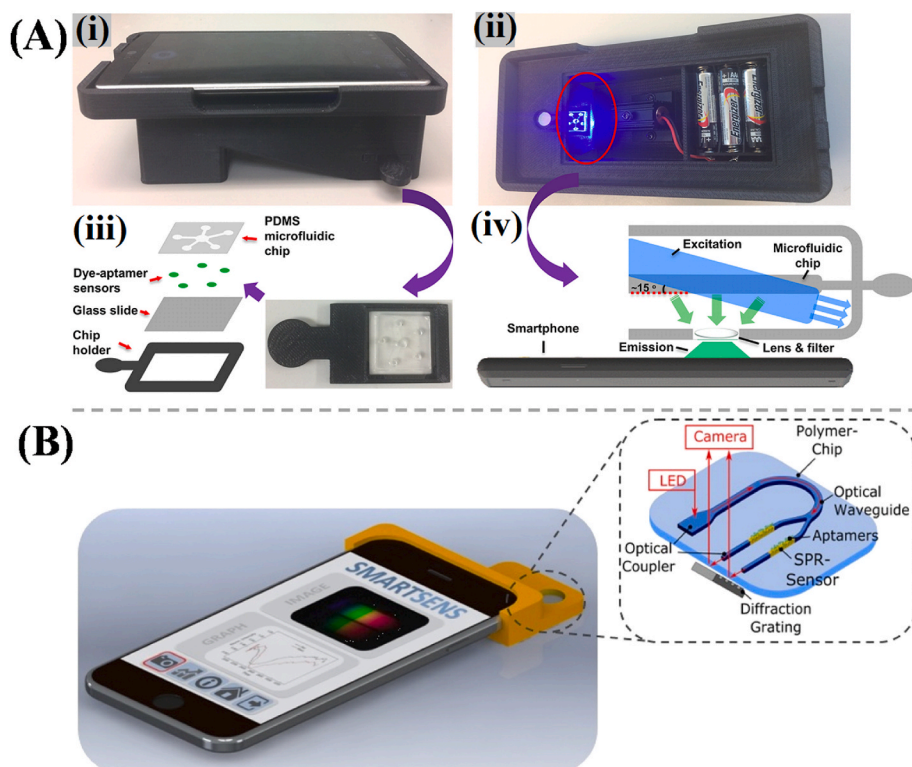 (A)
(i)
(ii)
Energizer
Energizer
Energizer
(iii)
PDMS
microfluidic
chip
Dye-aptamer
sensors
Glass slide
Chip
holder
(iv)
Excitation
Microfluidic
chip
~15°
Smartphone
Emission
Lens & filter
(B)
SMARTSENS
IMAGE
GRAPH
Camera
LED
Polymer-
Chip
Optical
Waveguide
Aptamers
SPR-
Sensor
Optical
Coupler
Diffraction
Grating